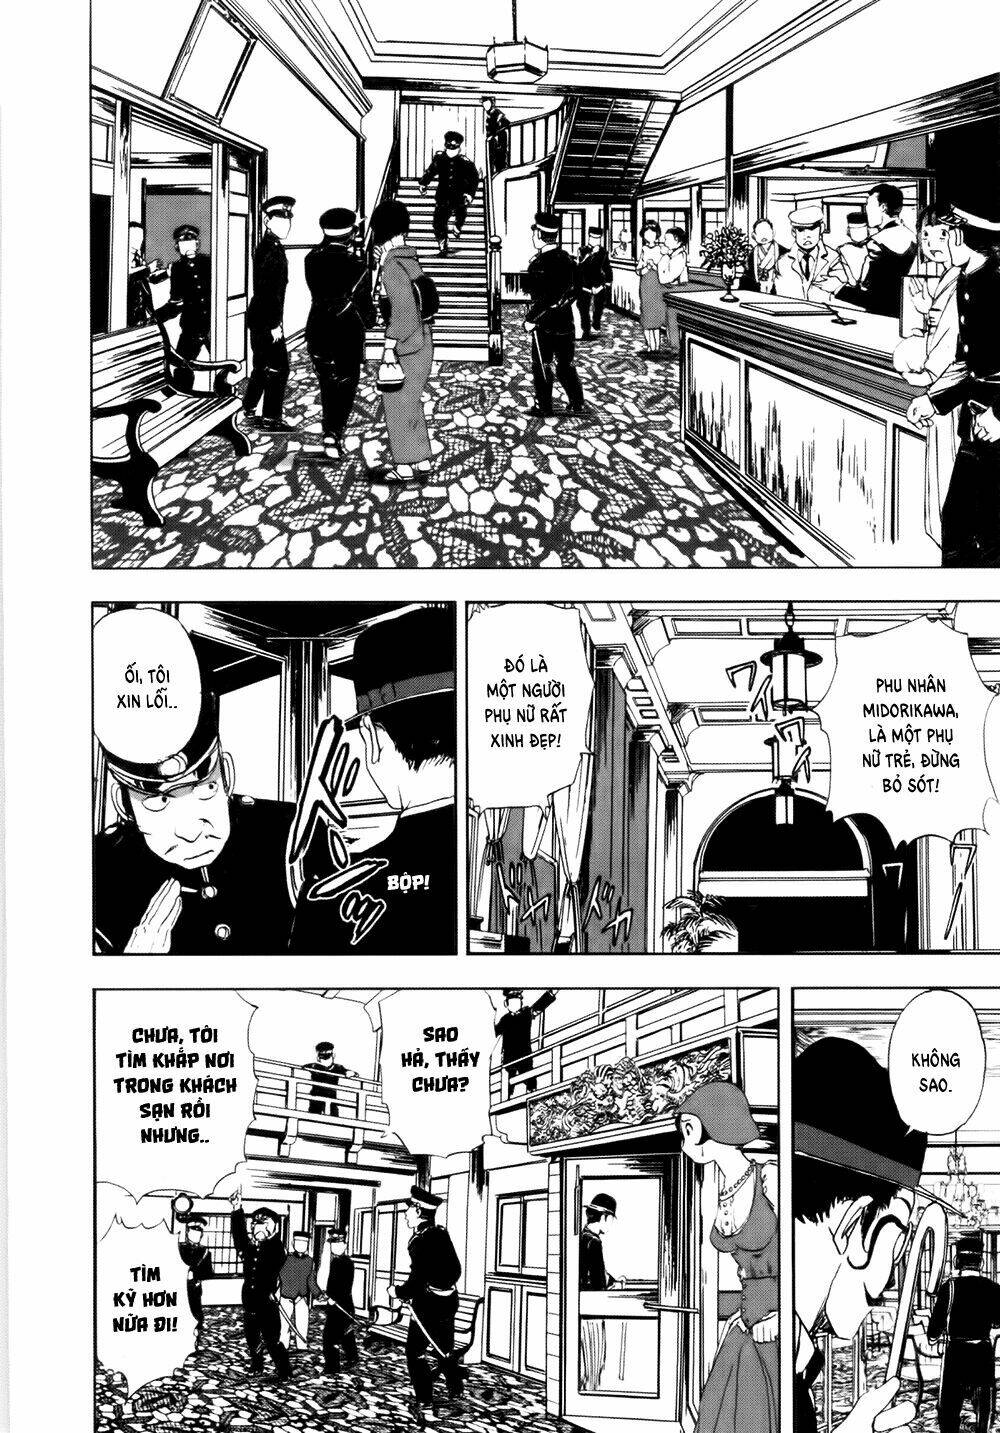 PHU NHÂN
MIDORIKAWA,
LÀ MỘT PHỤ
NỮ TRẺ, ĐỪNG
BỎ SÓT!
ĐÓ LÀ
MỘT NGƯỜI
PHỤ NỮ RẤT
XINH ĐẸP!
ỐI, TÔI
XIN LỖI..
BỘP!
KHÔNG
SAO.
SAO
HẢ, THẤY
CHƯA?
CHƯA, TÔI
TÌM KHẮP NƠI
TRONG KHÁCH
SẠN RỒI
NHƯNG..
TÌM
KỸ HƠN
NỮA ĐI!